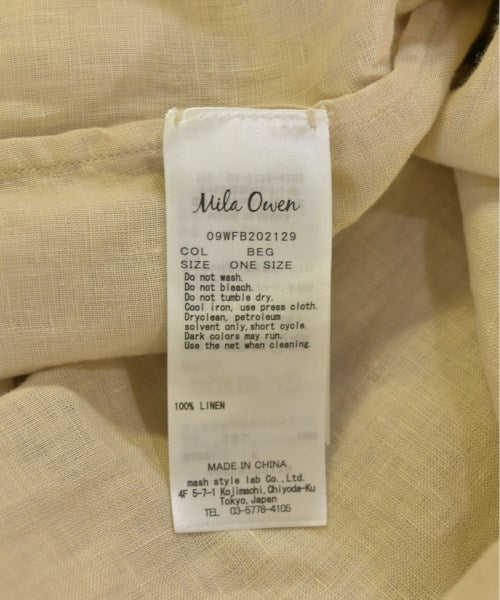 Mila Owen
09WFB202129
COL BEG
SIZE ONE SIZE
Do not wash.
Do not bleach.
Do not tumble dry.
Cool iron, use press cloth.
Dryclean, petroleum
solvent only, short cycle.
Dark colors may run.
Use the net when cleaning.
100% LINEN
MADE IN CHINA
mash style lab Co.,Ltd.
4F 5-7-1 Kojimachi,Chiyoda-Ku
Tokyo,Japan
TEL 03-5778-4105